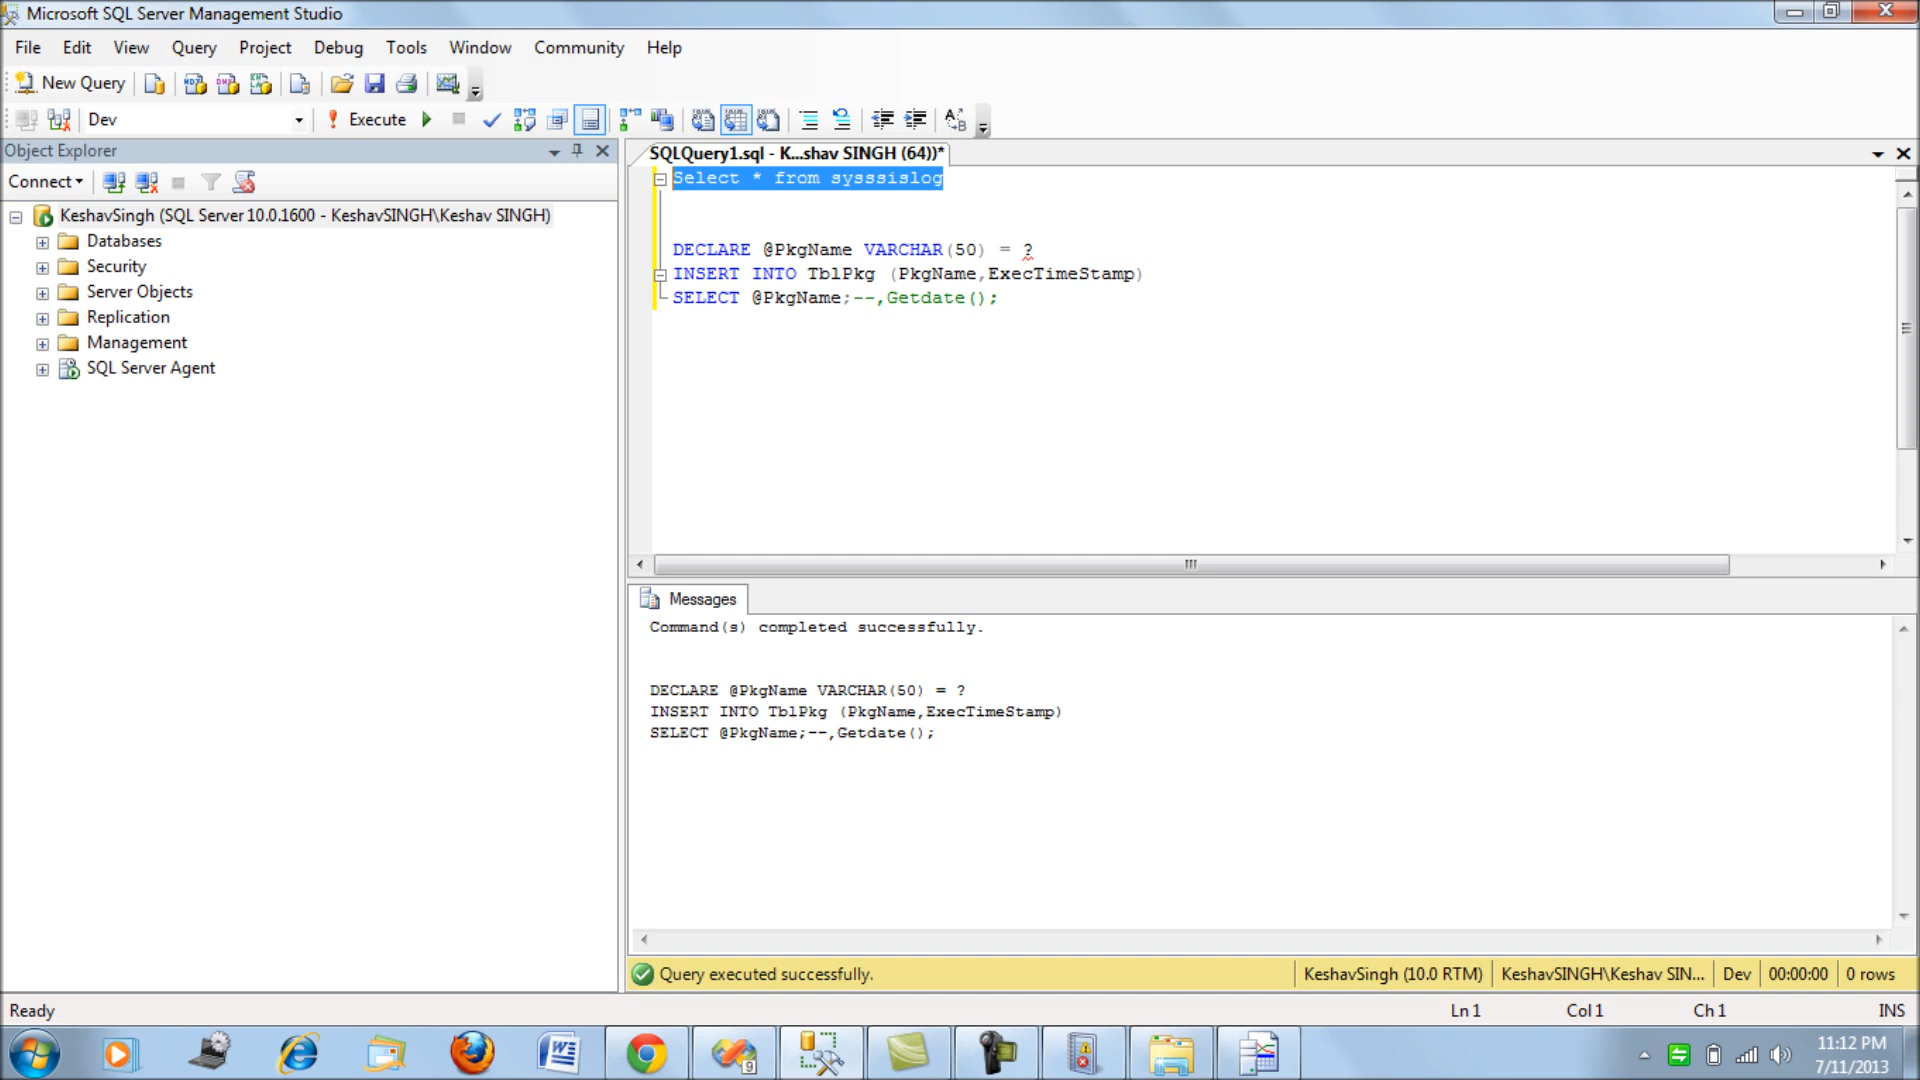 Microsoft SQL Server Management Studio
File Edit View Query Project Debug Tools Window Community Help
New Query
Dev Execute
Object Explorer
SQLQuery1.sql - K...shav SINGH (64))*
Connect
Select * from sysssislog
KeshavSingh (SQL Server 10.0.1600 - KeshavSINGH\Keshav SINGH)
Databases
Security
Server Objects
Replication
Management
SQL Server Agent
DECLARE @PkgName VARCHAR(50) = ?
INSERT INTO TblPkg (PkgName,ExecTimeStamp)
SELECT @PkgName;--,Getdate();
Messages
Command(s) completed successfully.
DECLARE @PkgName VARCHAR(50) = ?
INSERT INTO TblPkg (PkgName,ExecTimeStamp)
SELECT @PkgName;--,Getdate();
Query executed successfully. KeshavSingh (10.0 RTM) KeshavSINGH\Keshav SIN... Dev 00:00:00 0 rows
Ready Ln 1 Col 1 Ch 1 INS
9
11:12 PM
7/11/2013